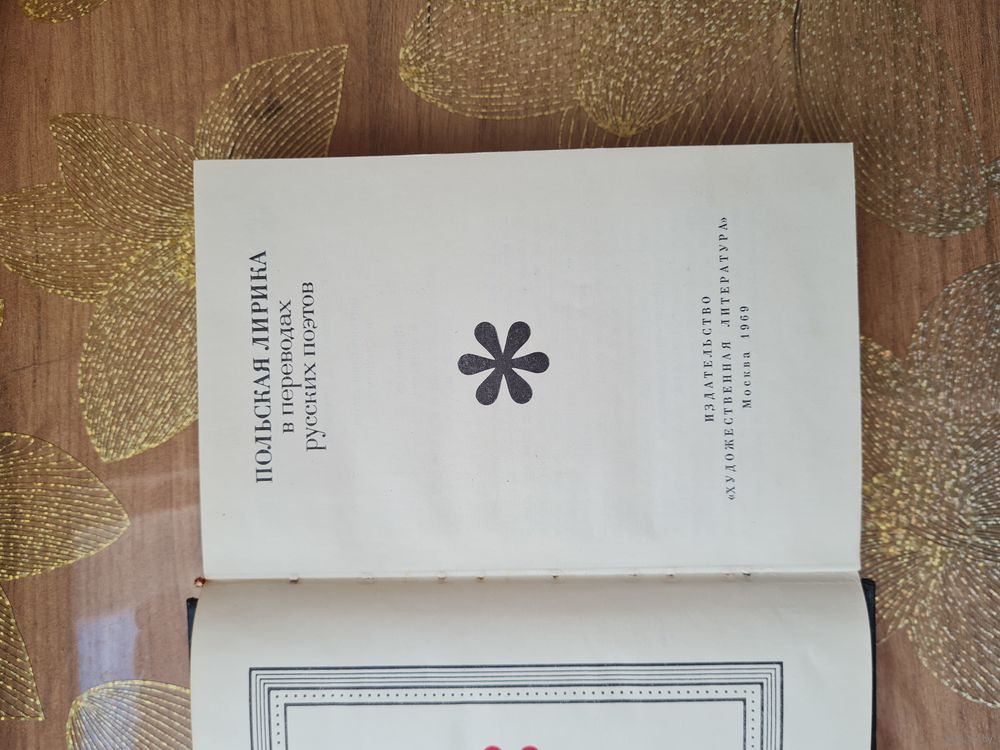 ПОЛЬСКАЯ ЛИРИКА
в переводах
русских поэтов
ИЗДАТЕЛЬСТВО
«ХУДОЖЕСТВЕННАЯ ЛИТЕРАТУРА»
Москва 1969